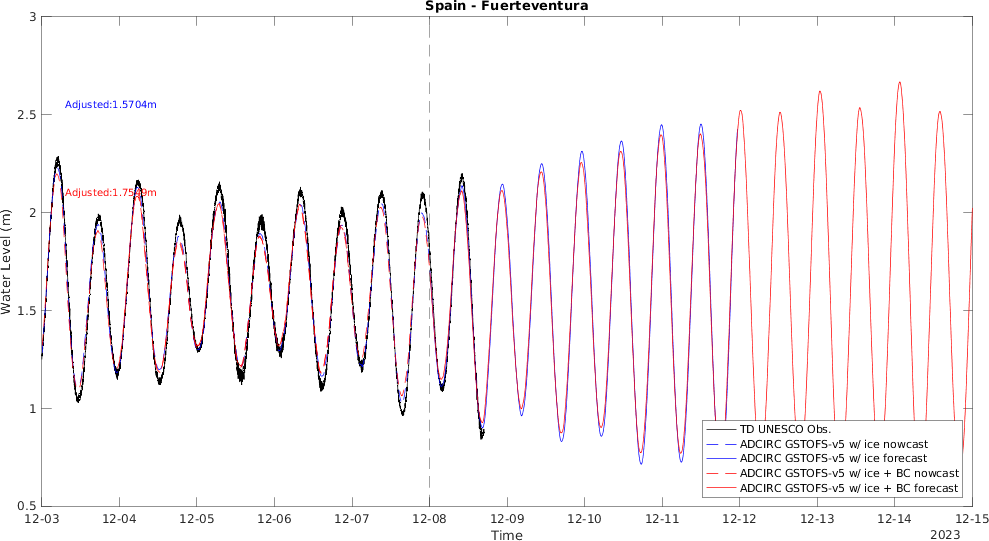 Spain - Fuerteventura
3
2.5
2
1.5
1
0.5
Water Level (m)
Adjusted:1.5704m
TD UNESCO Obs.
ADCIRC GSTOFS-v5 w/ ice nowcast
ADCIRC GSTOFS-v5 w/ ice forecast
ADCIRC GSTOFS-v5 w/ ice + BC nowcast
ADCIRC GSTOFS-v5 w/ ice + BC forecast
12-03 12-04 12-05 12-06 12-07 12-08 12-09 12-10 12-11 12-12 12-13 12-14 12-15
Time
2023